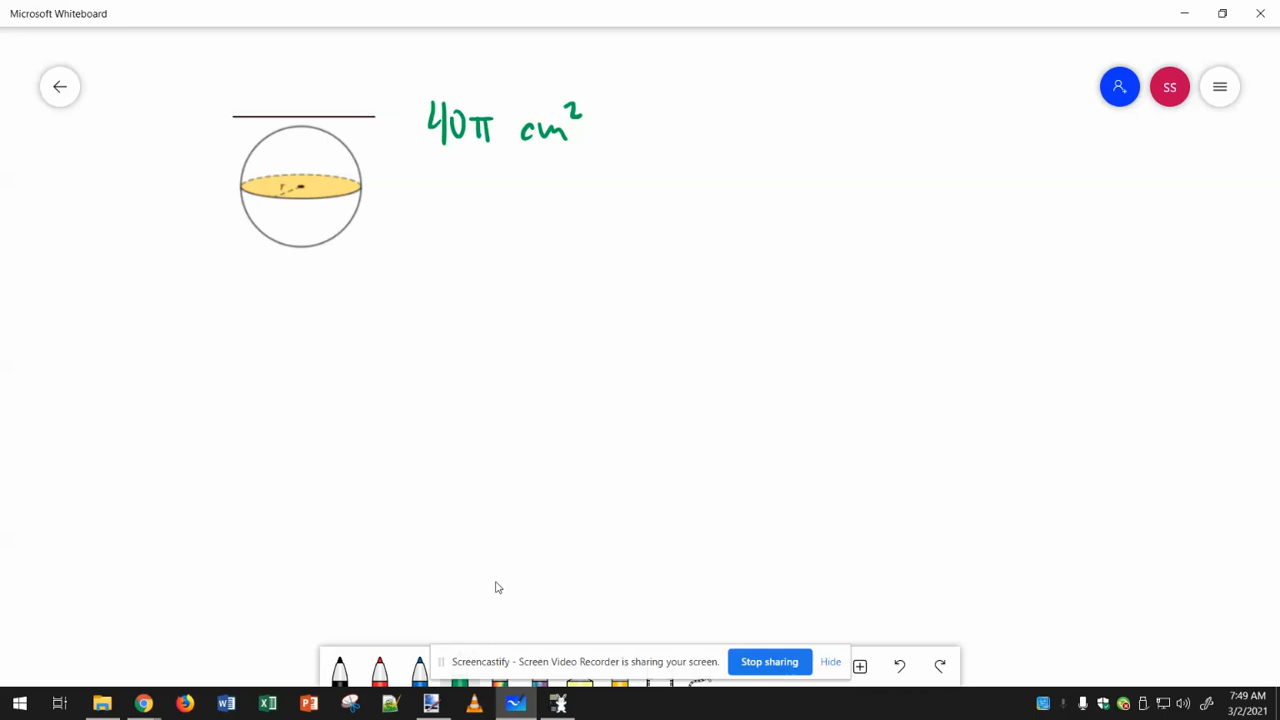 Microsoft Whiteboard
SS
40π cm²
r
Screencastify - Screen Video Recorder is sharing your screen.
Stop sharing
Hide
7:49 AM
3/2/2021